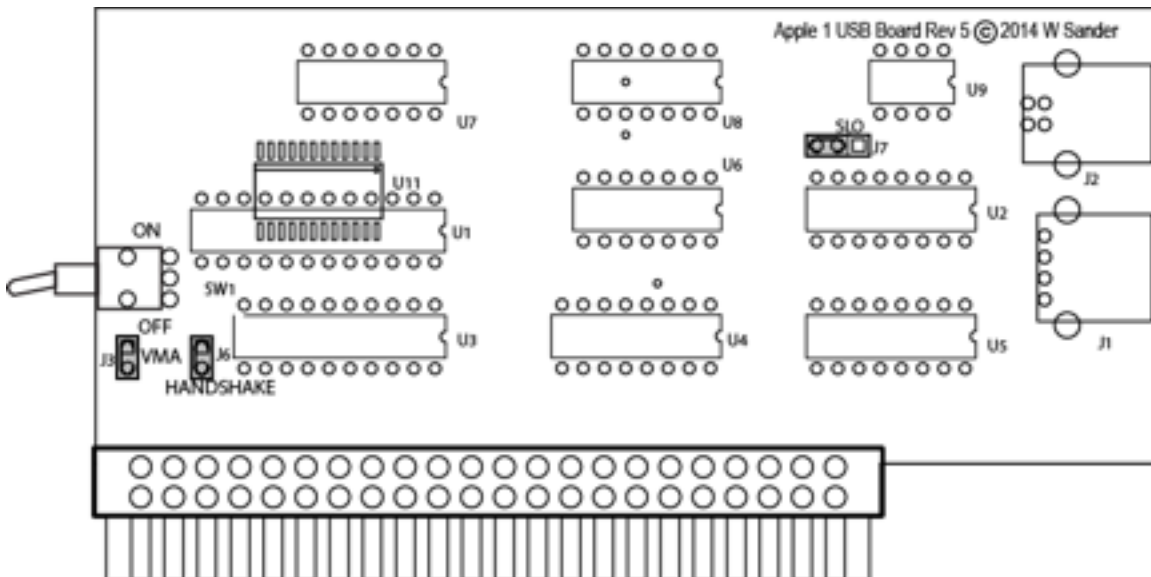 Apple 1 USB Board Rev 5 © 2014 W Sander
U7
U8
U9
SLO
J7
J2
U11
U6
U1
U2
ON
SW1
OFF
J3
VMA
J6
HANDSHAKE
U3
U4
U5
J1